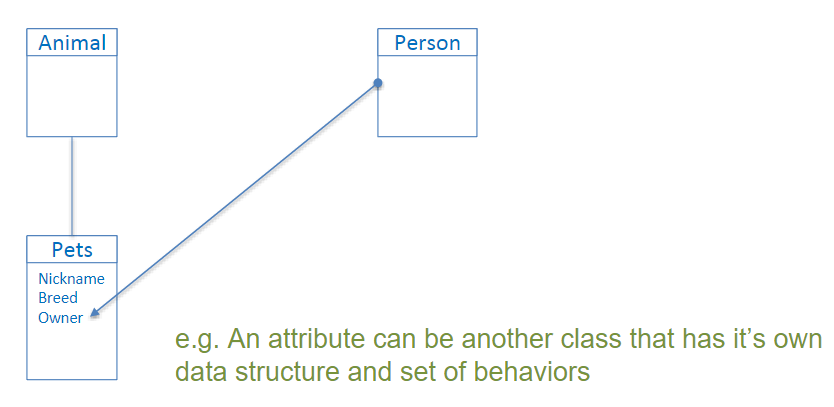 Animal
Person
Pets
Nickname
Breed
Owner
e.g. An attribute can be another class that has it’s own
data structure and set of behaviors